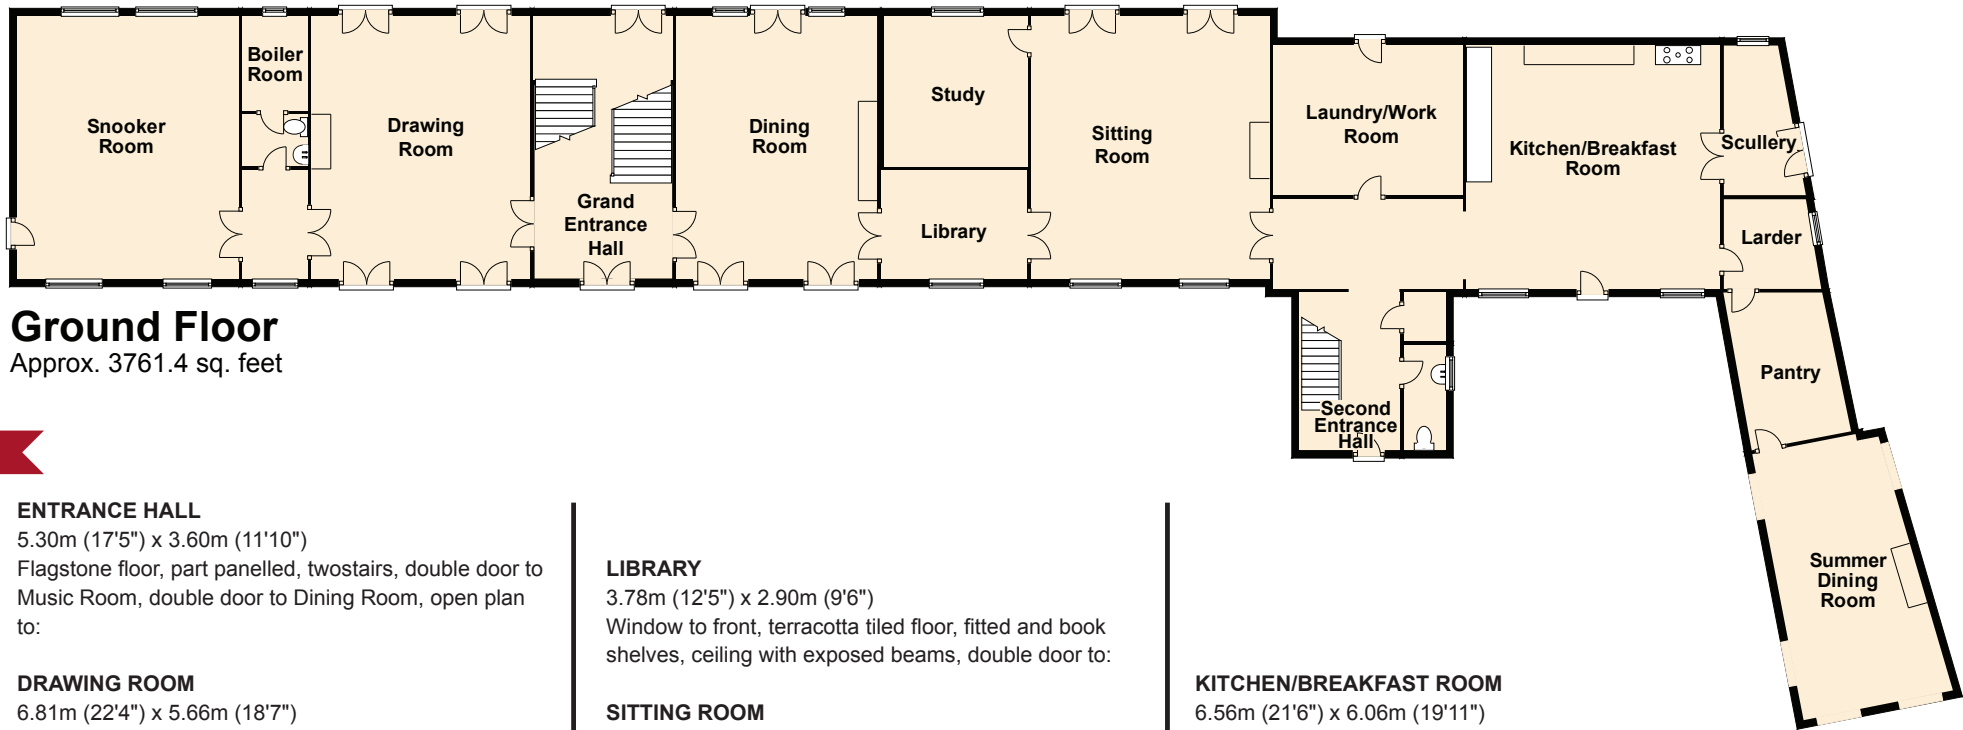 Snooker
Room
Boiler
Room
Drawing
Room
Grand
Entrance
Hall
Dining
Room
Study
Library
Sitting
Room
Laundry/Work
Room
Kitchen/Breakfast
Room
Scullery
Larder
Pantry
Second
Entrance
Hall
Summer
Dining
Room
Ground Floor
Approx. 3761.4 sq. feet
ENTRANCE HALL
5.30m (17'5") x 3.60m (11'10")
Flagstone floor, part panelled, twostairs, double door to
Music Room, double door to Dining Room, open plan
to:
DRAWING ROOM
6.81m (22'4") x 5.66m (18'7")
LIBRARY
3.78m (12'5") x 2.90m (9'6")
Window to front, terracotta tiled floor, fitted and book
shelves, ceiling with exposed beams, double door to:
SITTING ROOM
KITCHEN/BREAKFAST ROOM
6.56m (21'6") x 6.06m (19'11")